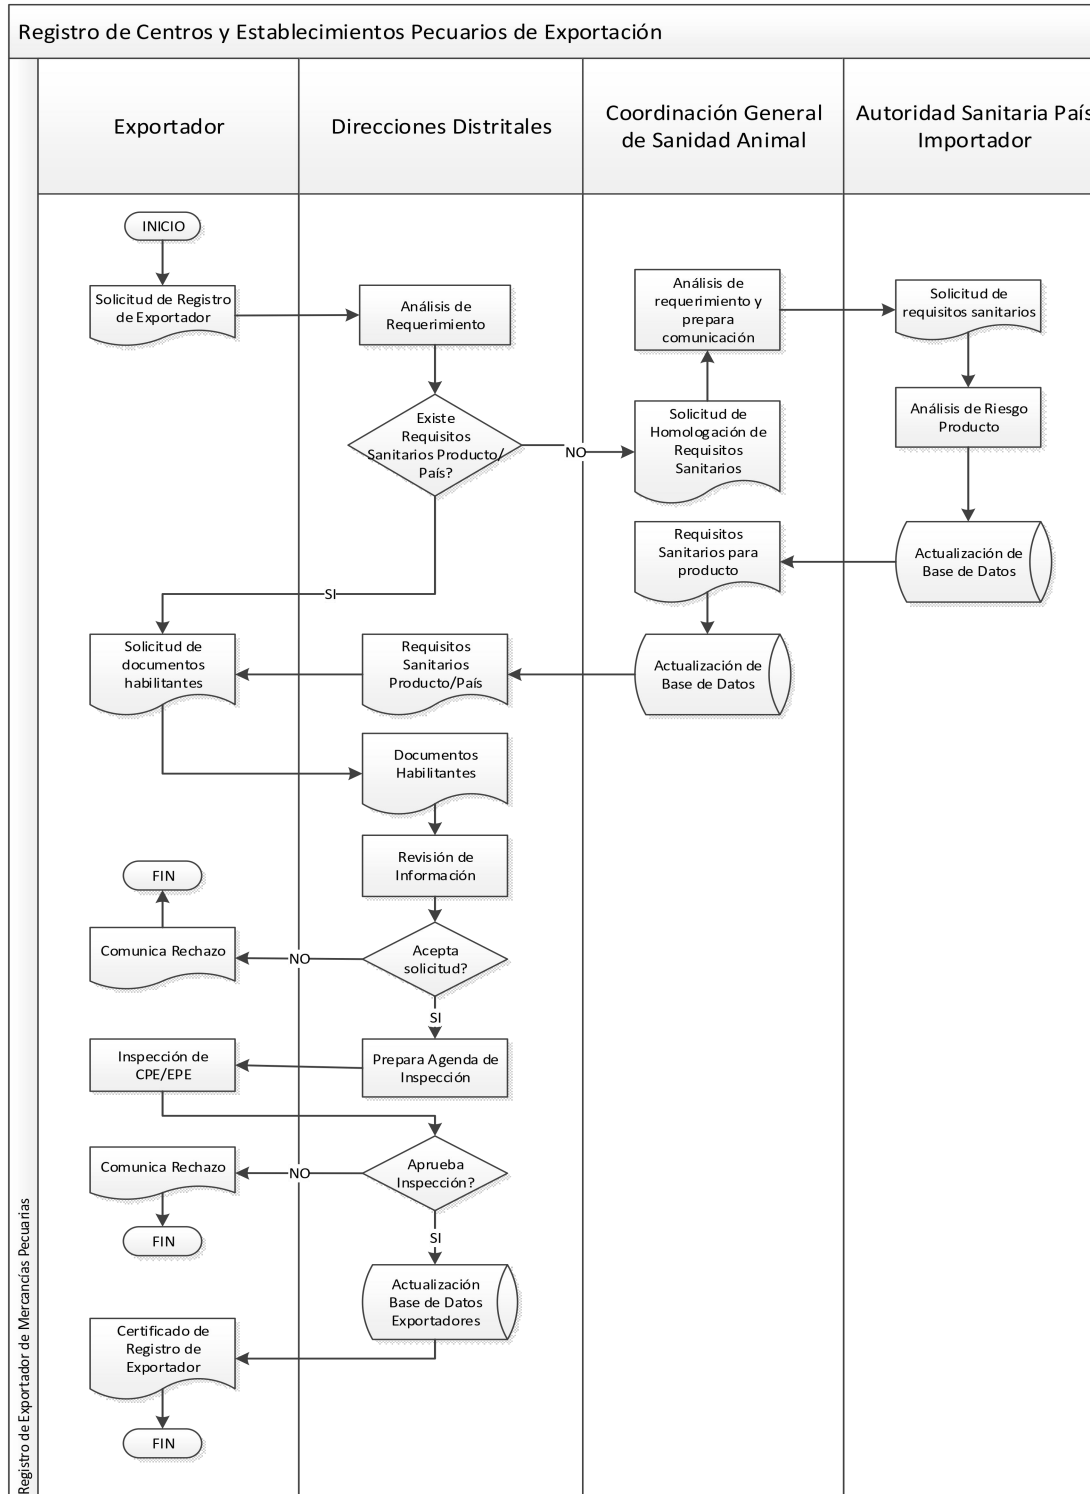 Registro de Centros y Establecimientos Pecuarios de Exportación
Exportador
Direcciones Distritales
Coordinación General
de Sanidad Animal
Autoridad Sanitaria País
Importador
INICIO
Solicitud de Registro
de Exportador
Análisis de
Requerimiento
Análisis de
requerimiento y
prepara
comunicación
Solicitud de
requisitos sanitarios
Existe
Requisitos
Sanitarios Producto/
País?
NO
Solicitud de
Homologación de
Requisitos
Sanitarios
Análisis de Riesgo
Producto
Requisitos
Sanitarios para
producto
Actualización de
Base de Datos
SI
Solicitud de
documentos
habilitantes
Requisitos
Sanitarios
Producto/País
Actualización de
Base de Datos
Documentos
Habilitantes
Revisión de
Información
FIN
Comunica Rechazo
NO
Acepta
solicitud?
SI
Inspección de
CPE/EPE
Prepara Agenda de
Inspección
Comunica Rechazo
NO
Aprueba
Inspección?
FIN
SI
Actualización
Base de Datos
Exportadores
Certificado de
Registro de
Exportador
FIN
Registro de Exportador de Mercancías Pecuarias